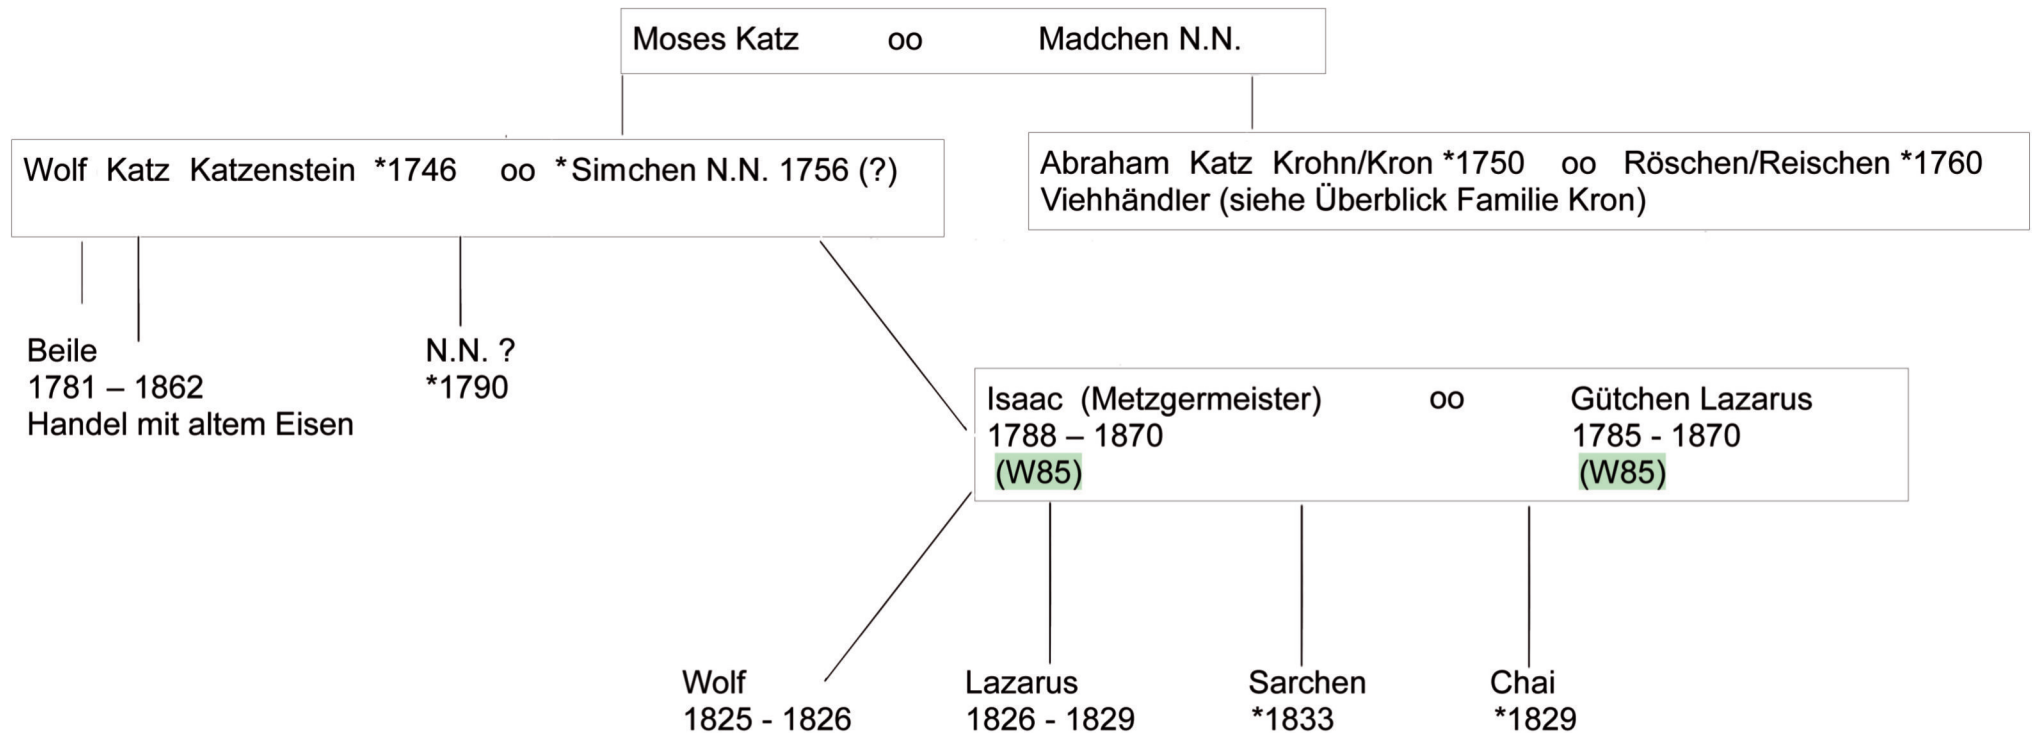 Moses Katz oo Madchen N.N.
Wolf Katz Katzenstein *1746 oo *Simchen N.N. 1756 (?)
Abraham Katz Krohn/Kron *1750 oo Röschen/Reischen *1760
Viehhändler (siehe Überblick Familie Kron)
Beile
1781 – 1862
Handel mit altem Eisen
N.N. ?
*1790
Isaac (Metzgermeister) oo Gütchen Lazarus
1788 – 1870 1785 - 1870
(W85) (W85)
Wolf
1825 - 1826
Lazarus
1826 - 1829
Sarchen
*1833
Chai
*1829